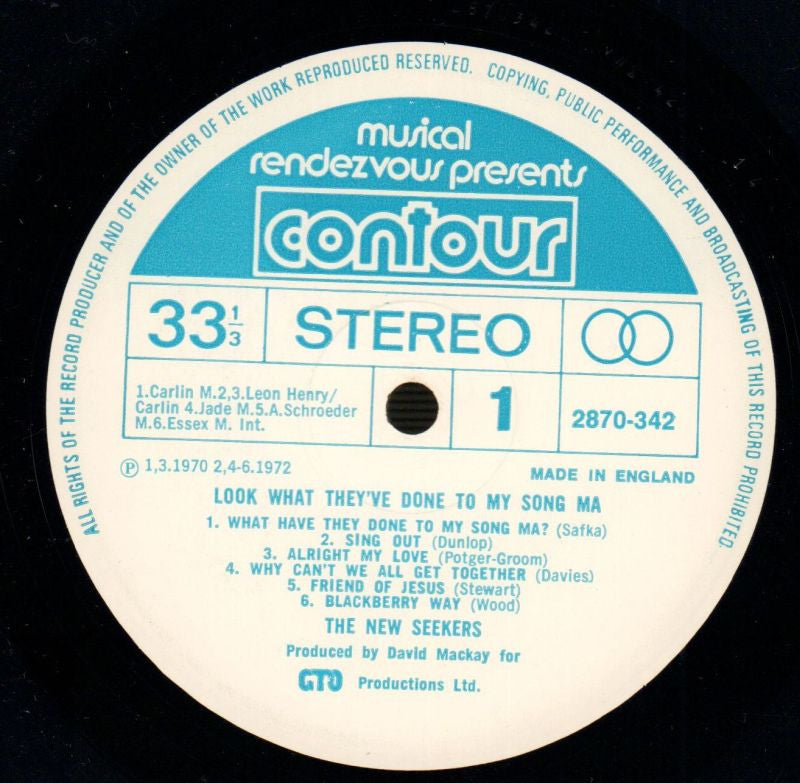 ALL RIGHTS OF THE RECORD PRODUCER AND OF THE OWNER OF THE WORK REPRODUCED RESERVED. COPYING, PUBLIC PERFORMANCE AND BROADCASTING OF THIS RECORD PROHIBITED.
musical
rendezvous presents
contour
33 1/3 STEREO
1.Carlin M.2,3.Leon Henry/
Carlin 4.Jade M.5.A.Schroeder
M.6.Essex M. Int.
1
2870-342
Ⓟ 1,3.1970 2,4-6.1972
MADE IN ENGLAND
LOOK WHAT THEY'VE DONE TO MY SONG MA
1. WHAT HAVE THEY DONE TO MY SONG MA? (Safka)
2. SING OUT (Dunlop)
3. ALRIGHT MY LOVE (Potger-Groom)
4. WHY CAN'T WE ALL GET TOGETHER (Davies)
5. FRIEND OF JESUS (Stewart)
6. BLACKBERRY WAY (Wood)
THE NEW SEEKERS
Produced by David Mackay for
GTO Productions Ltd.